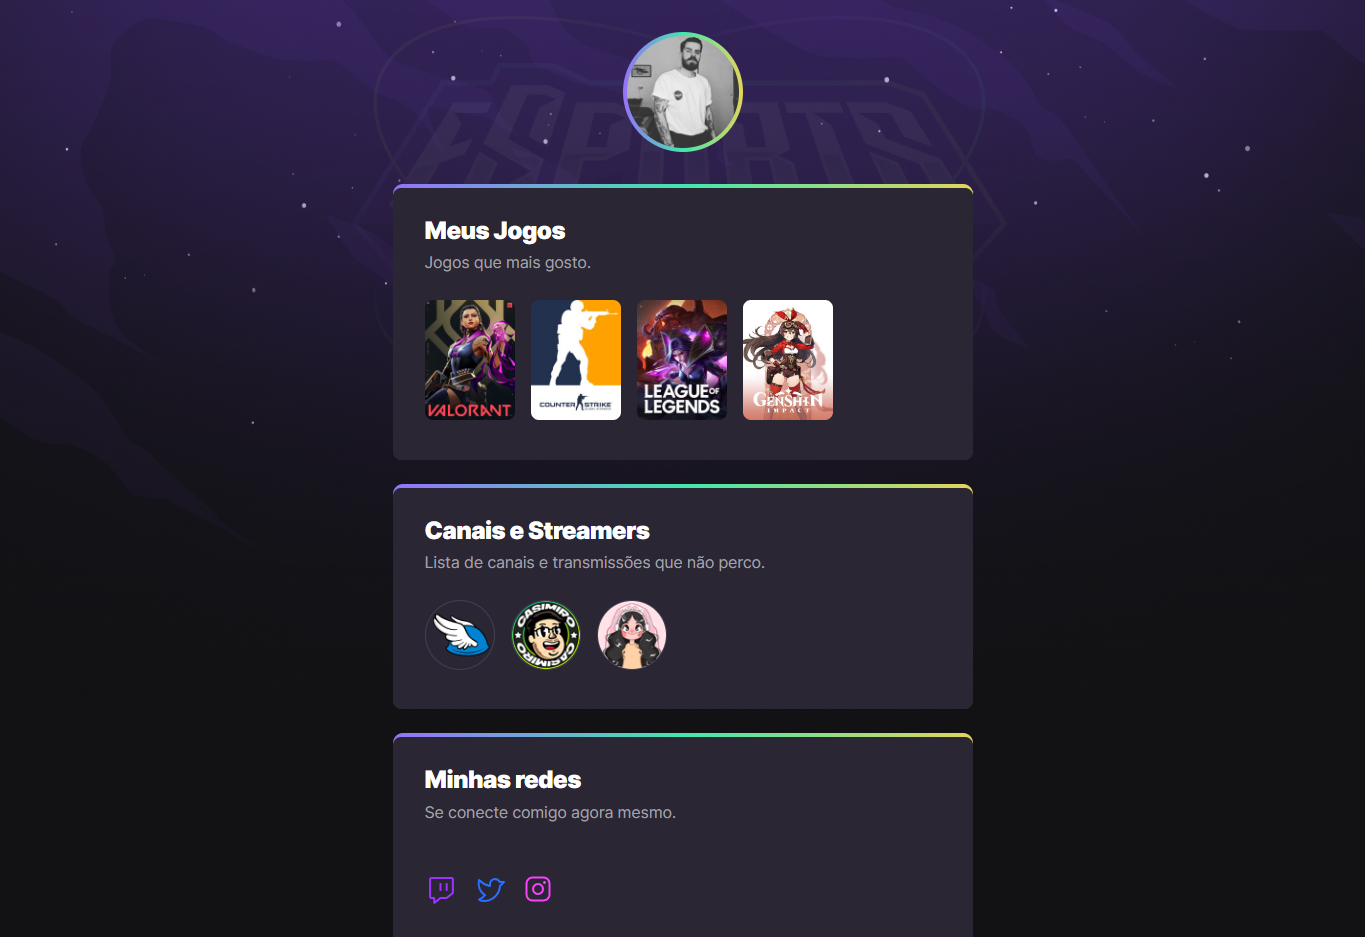 ESPORTS
Meus Jogos
Jogos que mais gosto.
VALORANT
COUNTER STRIKE
LEAGUE OF
LEGENDS
GENSHIN
IMPACT
Canais e Streamers
Lista de canais e transmissões que não perco.
CASIMIRO
CASIMIRO
Minhas redes
Se conecte comigo agora mesmo.